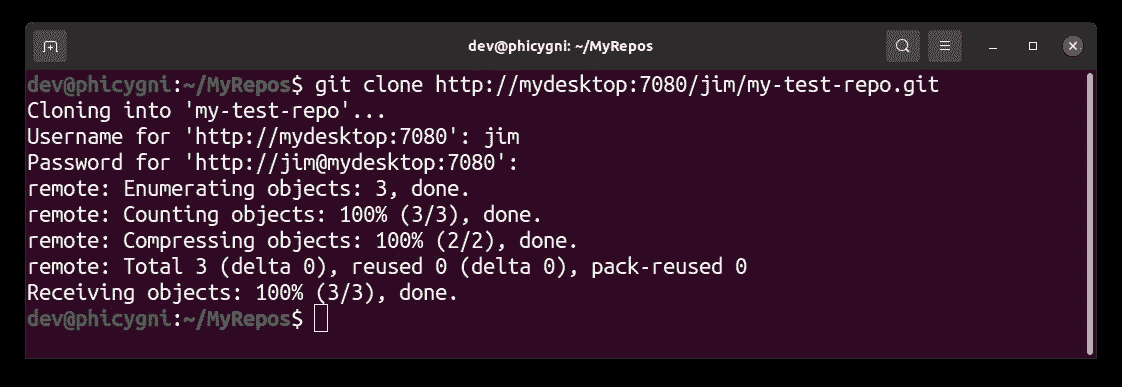 dev@phicygni: ~/MyRepos
dev@phicygni:~/MyRepos$ git clone http://mydesktop:7080/jim/my-test-repo.git
Cloning into 'my-test-repo'...
Username for 'http://mydesktop:7080': jim
Password for 'http://jim@mydesktop:7080':
remote: Enumerating objects: 3, done.
remote: Counting objects: 100% (3/3), done.
remote: Compressing objects: 100% (2/2), done.
remote: Total 3 (delta 0), reused 0 (delta 0), pack-reused 0
Receiving objects: 100% (3/3), done.
dev@phicygni:~/MyRepos$